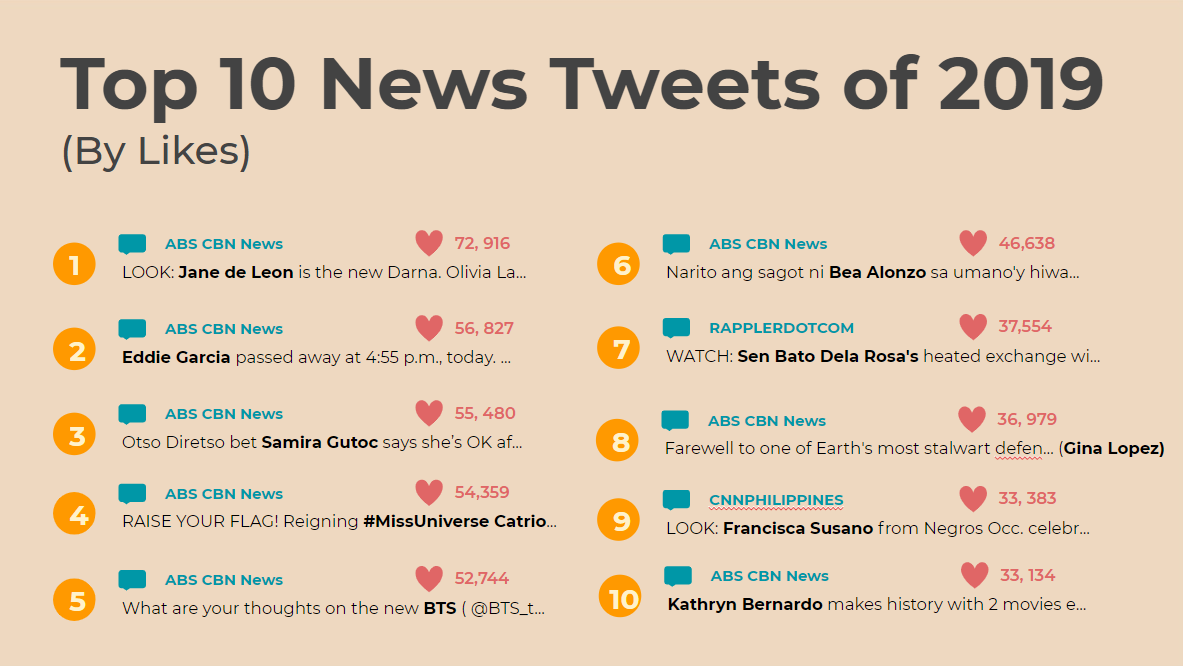 Top 10 News Tweets of 2019
(By Likes)
1
ABS CBN News
72, 916
LOOK: Jane de Leon is the new Darna. Olivia La...
2
ABS CBN News
56, 827
Eddie Garcia passed away at 4:55 p.m., today. ...
3
ABS CBN News
55, 480
Otso Diretso bet Samira Gutoc says she's OK af...
4
ABS CBN News
54,359
RAISE YOUR FLAG! Reigning #MissUniverse Catrio...
5
ABS CBN News
52,744
What are your thoughts on the new BTS ( @BTS_t...
6
ABS CBN News
46,638
Narito ang sagot ni Bea Alonzo sa umano'y hiwa...
7
RAPPLERDOTCOM
37,554
WATCH: Sen Bato Dela Rosa's heated exchange wi...
8
ABS CBN News
36, 979
Farewell to one of Earth's most stalwart defen... (Gina Lopez)
9
CNNPHILIPPINES
33, 383
LOOK: Francisca Susano from Negros Occ. celebr...
10
ABS CBN News
33, 134
Kathryn Bernardo makes history with 2 movies e...